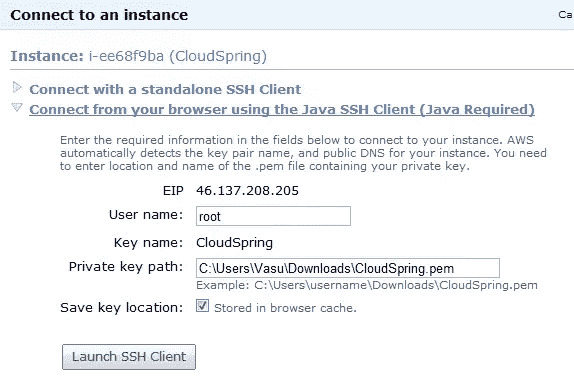 Connect to an instance
Ca
Instance: i-ee68f9ba (CloudSpring)
Connect with a standalone SSH Client
Connect from your browser using the Java SSH Client (Java Required)
Enter the required information in the fields below to connect to your instance. AWS
automatically detects the key pair name, and public DNS for your instance. You need
to enter location and name of the .pem file containing your private key.
EIP 46.137.208.205
User name: root
Key name: CloudSpring
Private key path: C:\Users\Vasu\Downloads\CloudSpring.pem
Example: C:\Users\username\Downloads\CloudSpring.pem
Save key location: Stored in browser cache.
Launch SSH Client